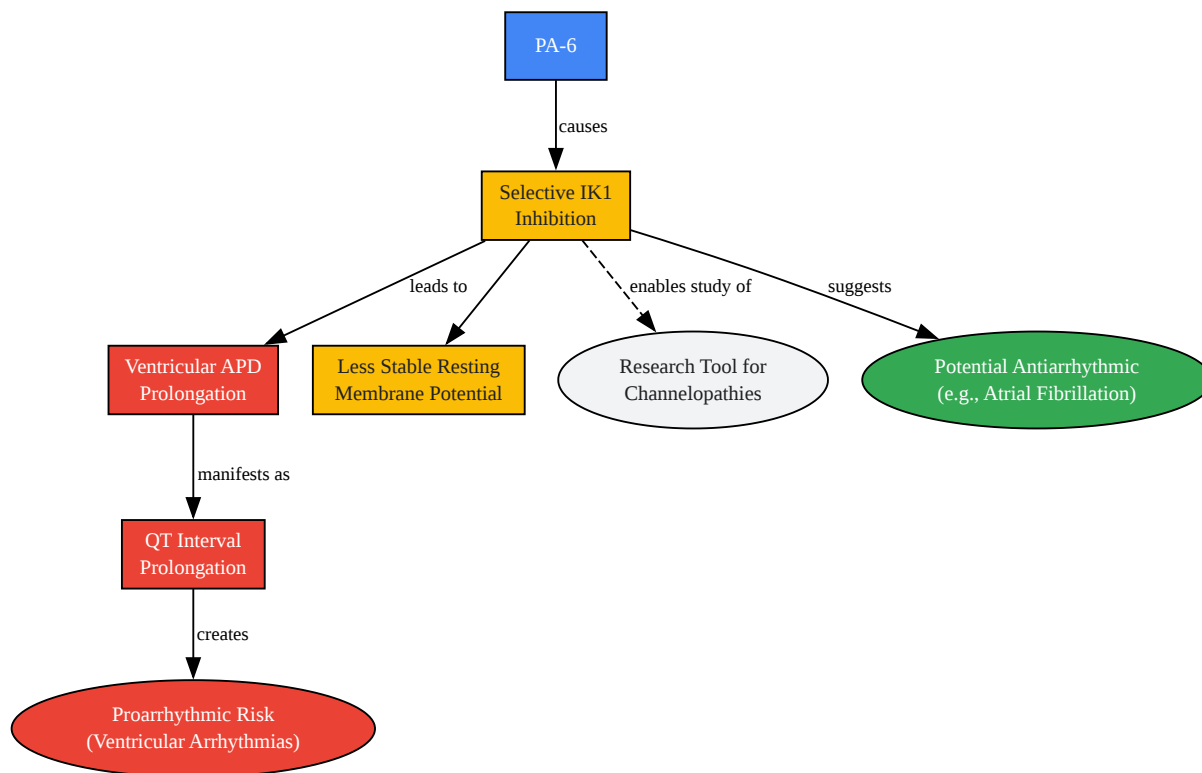 PA-6
causes
Selective IK1
Inhibition
leads to
enables study of
suggests
Ventricular APD
Prolongation
Less Stable Resting
Membrane Potential
Research Tool for
Channelopathies
Potential Antiarrhythmic
(e.g., Atrial Fibrillation)
manifests as
QT Interval
Prolongation
creates
Proarrhythmic Risk
(Ventricular Arrhythmias)